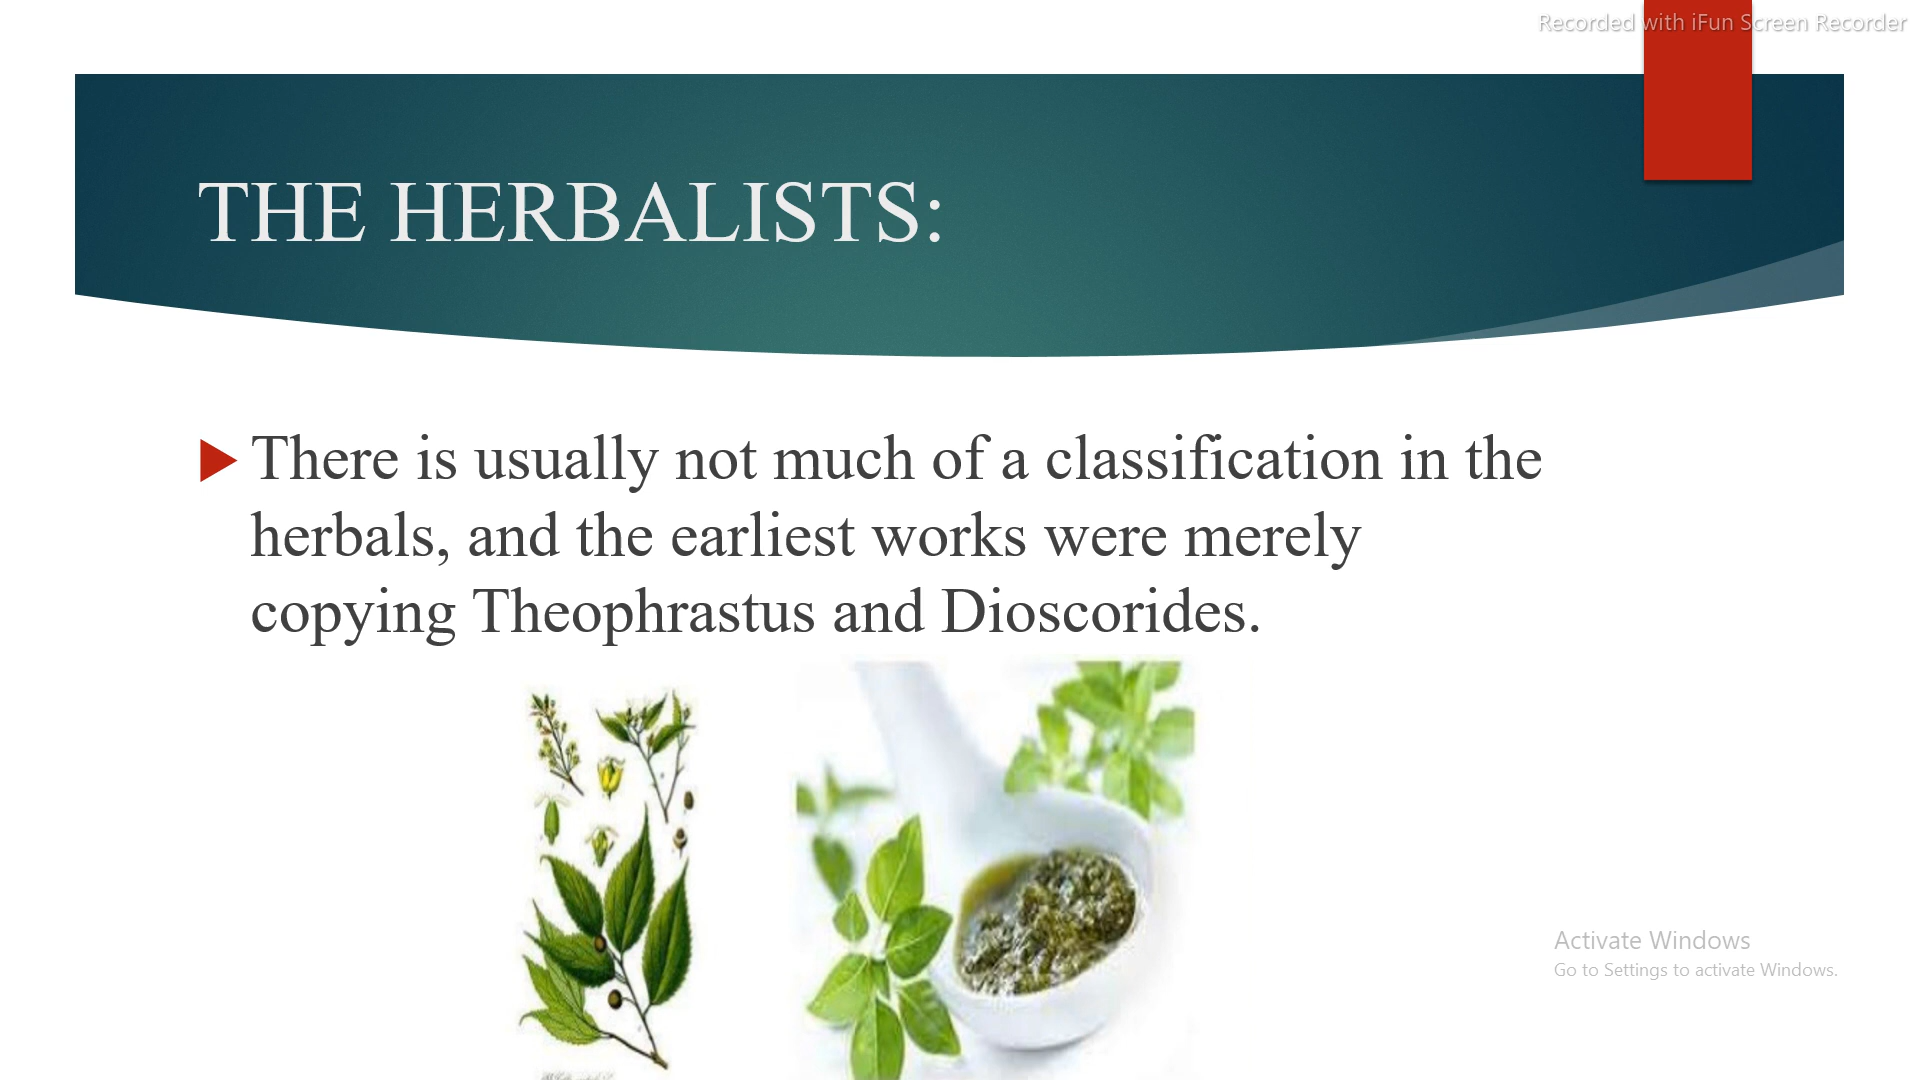 Recorded with iFun Screen Recorder
THE HERBALISTS:
There is usually not much of a classification in the
herbals, and the earliest works were merely
copying Theophrastus and Dioscorides.
Activate Windows
Go to Settings to activate Windows.